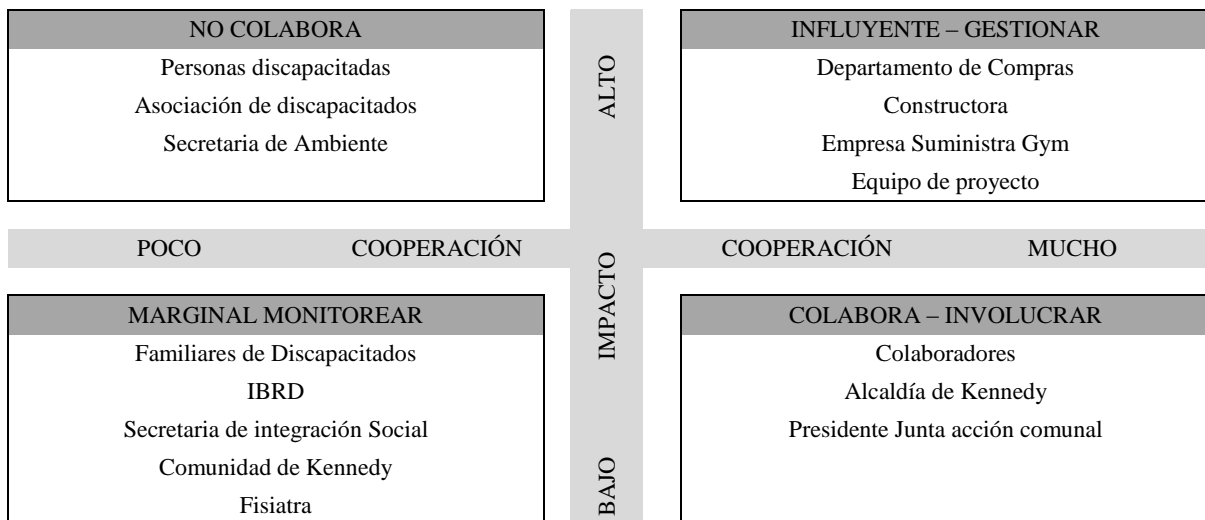 NO COLABORA
Personas discapacitadas
Asociación de discapacitados
Secretaria de Ambiente
ALTO
INFLUYENTE – GESTIONAR
Departamento de Compras
Constructora
Empresa Suministra Gym
Equipo de proyecto
POCO COOPERACIÓN
COOPERACIÓN MUCHO
IMPACTO
MARGINAL MONITOREAR
Familiares de Discapacitados
IBRD
Secretaria de integración Social
Comunidad de Kennedy
Fisiatra
BAJO
COLABORA – INVOLUCRAR
Colaboradores
Alcaldía de Kennedy
Presidente Junta acción comunal